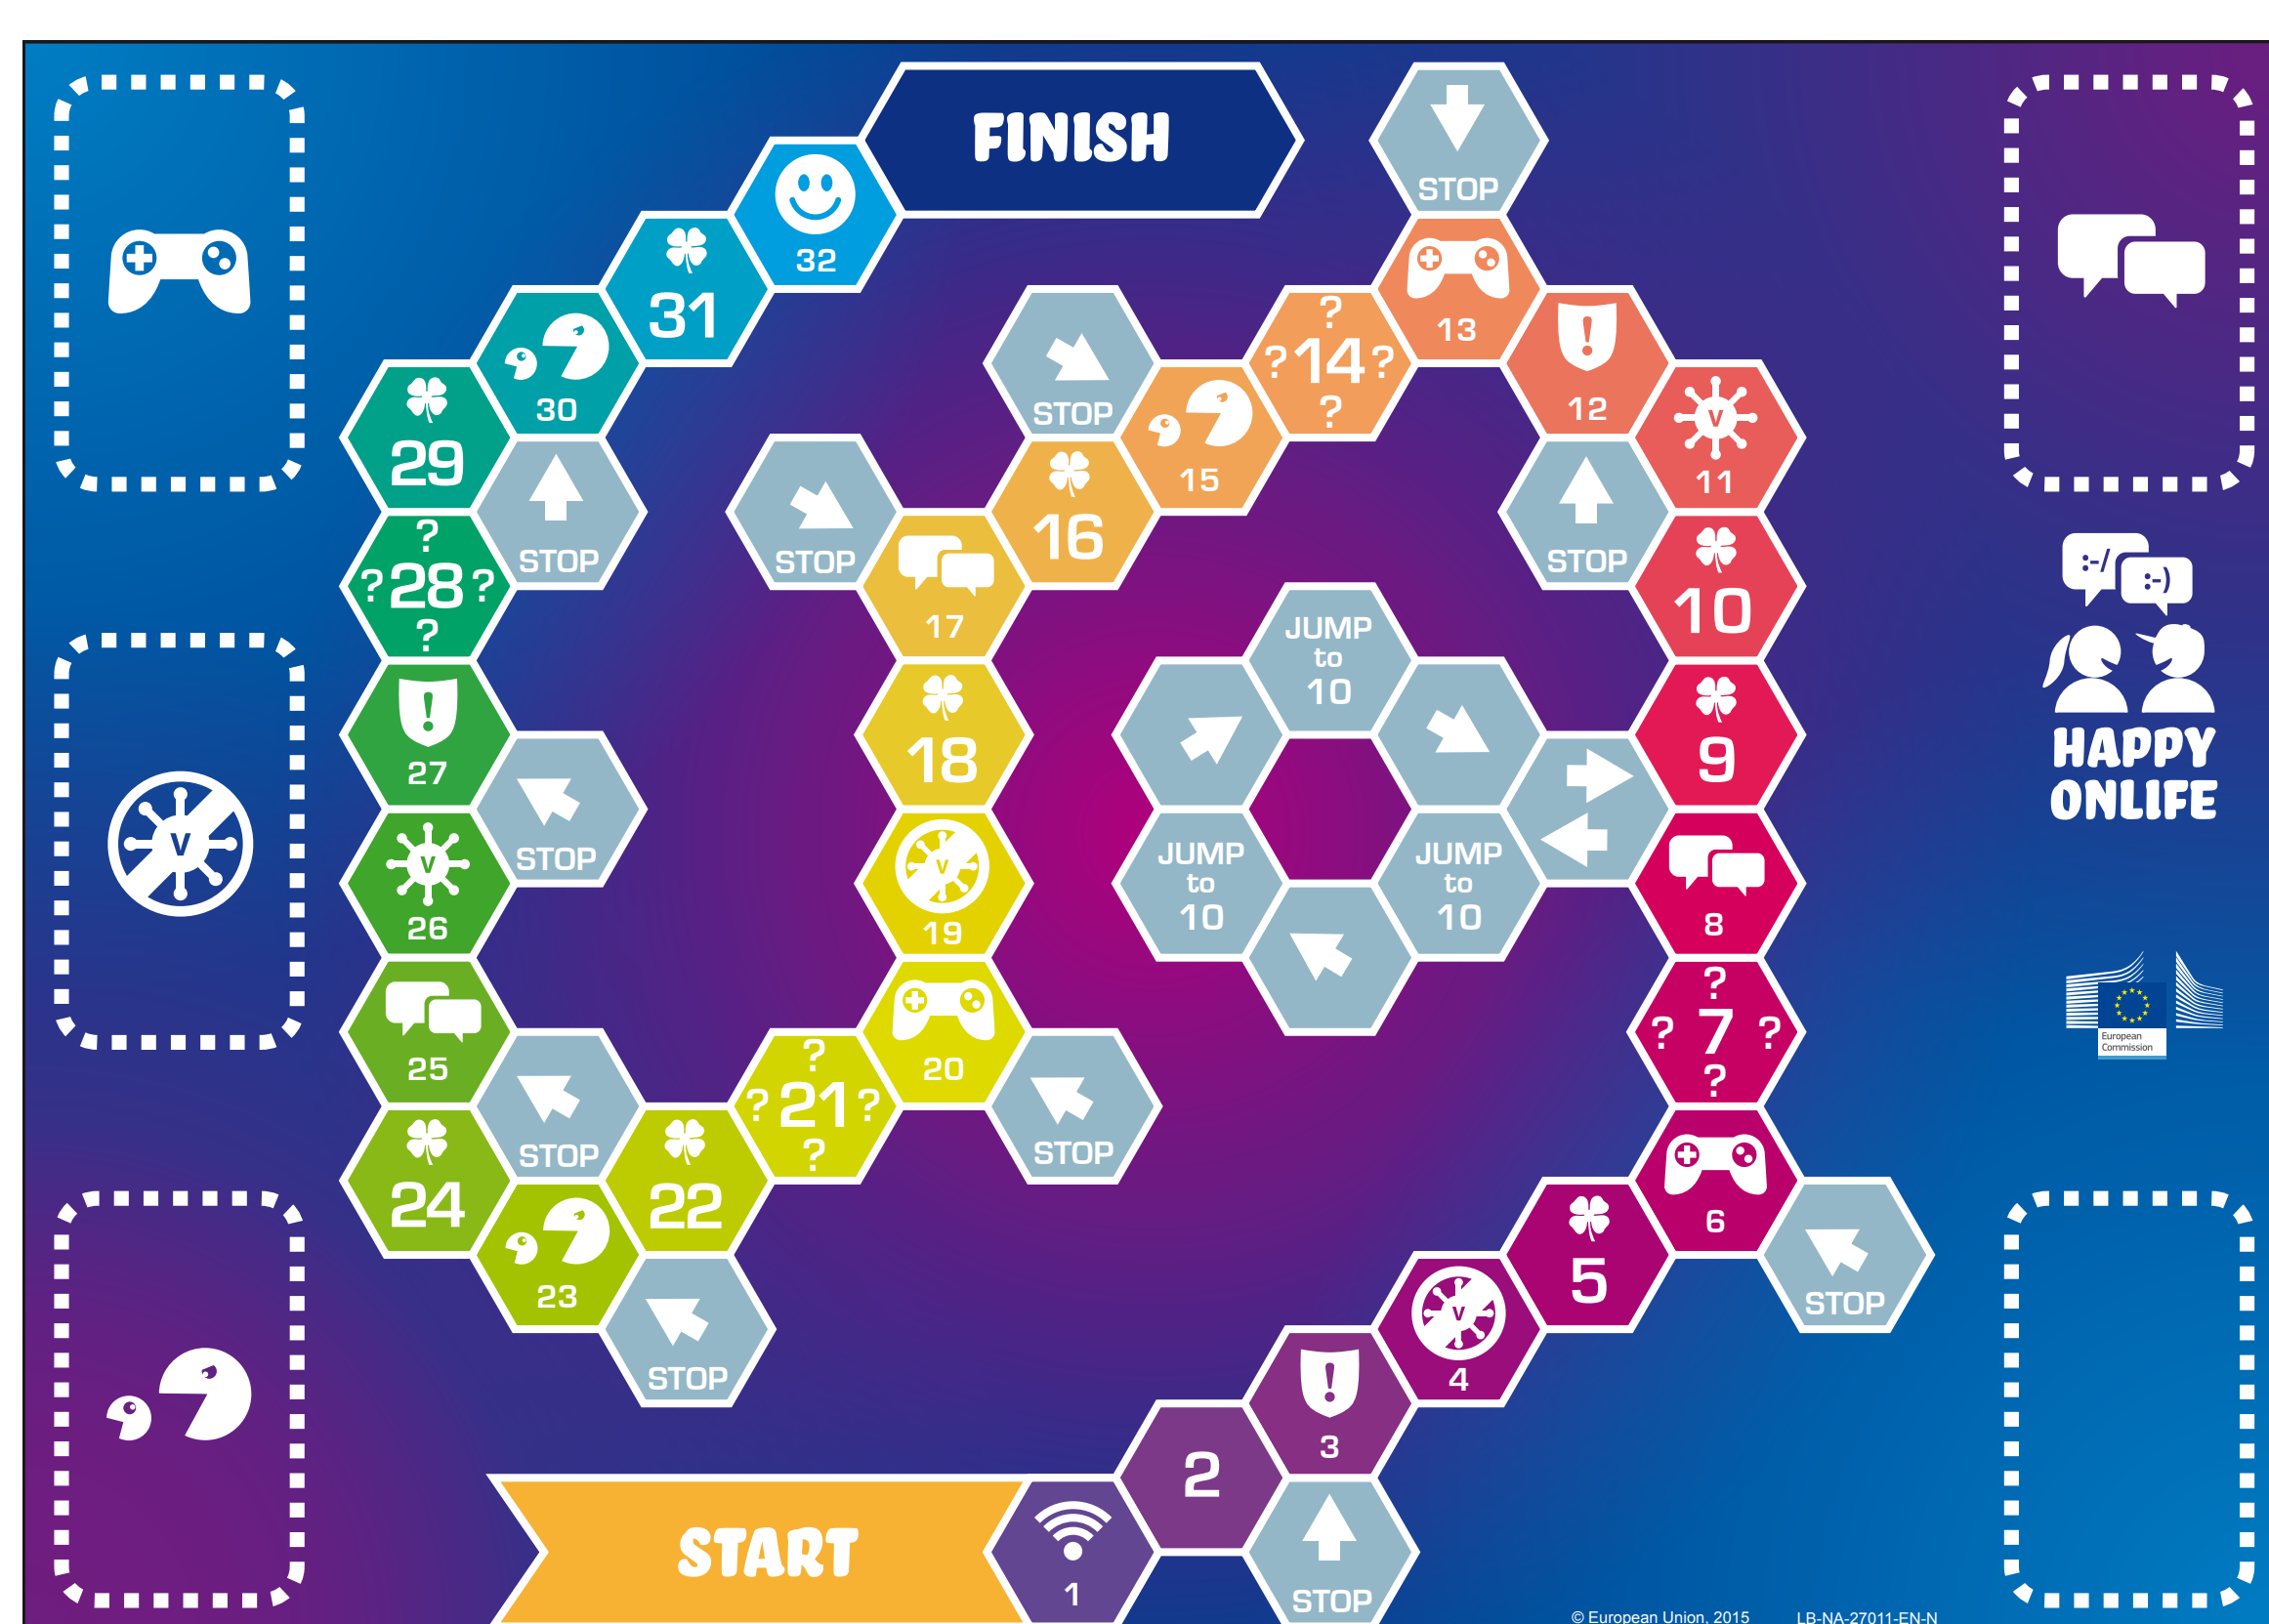 FINISH
STOP
32
31
13
? ? 14 ? ?
12
30
STOP
15
11
29
STOP
STOP
16
STOP
10
? ? 28 ? ?
17
JUMP
to
10
:-/
:-)
HAPPY
ONLIFE
27
18
9
STOP
V
26
V
19
JUMP
to
10
JUMP
to
10
8
V
V
V
25
20
? ? 7 ? ?
European
Commission
STOP
? ? 21 ? ?
STOP
24
22
6
23
5
STOP
STOP
V
4
3
2
START
1
STOP
© European Union, 2015
LB-NA-27011-EN-N